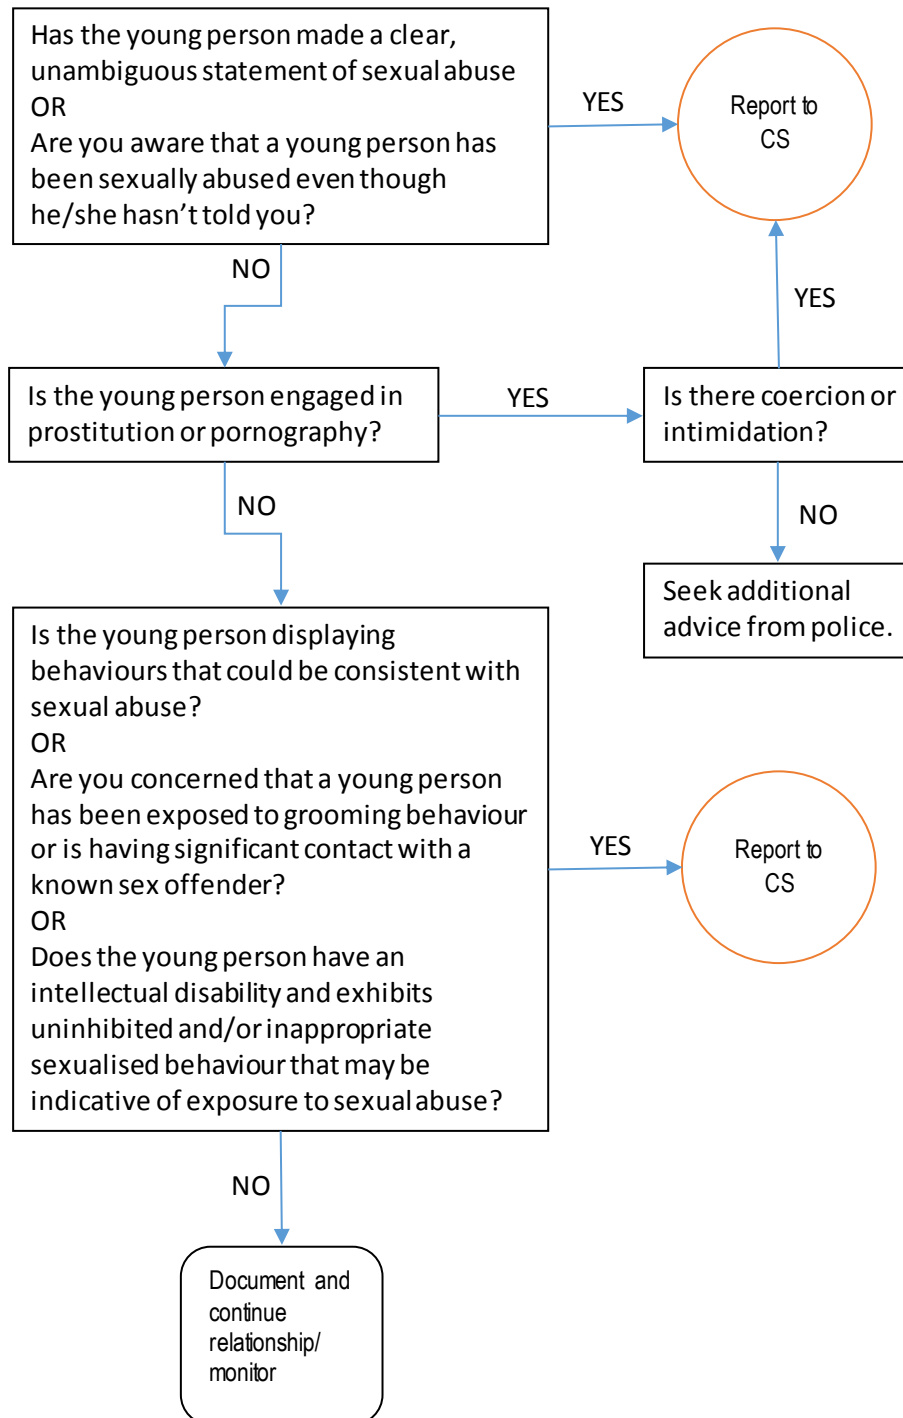 Has the young person made a clear,
unambiguous statement of sexual abuse
OR
Are you aware that a young person has
been sexually abused even though
he/she hasn't told you?
YES
Report to
CS
NO
YES
Is the young person engaged in
prostitution or pornography?
YES
Is there coercion or
intimidation?
NO
NO
Seek additional
advice from police.
Is the young person displaying
behaviours that could be consistent with
sexual abuse?
OR
Are you concerned that a young person
has been exposed to grooming behaviour
or is having significant contact with a
known sex offender?
OR
Does the young person have an
intellectual disability and exhibits
uninhibited and/or inappropriate
sexualised behaviour that may be
indicative of exposure to sexual abuse?
YES
Report to
CS
NO
Document and
continue
relationship/
monitor